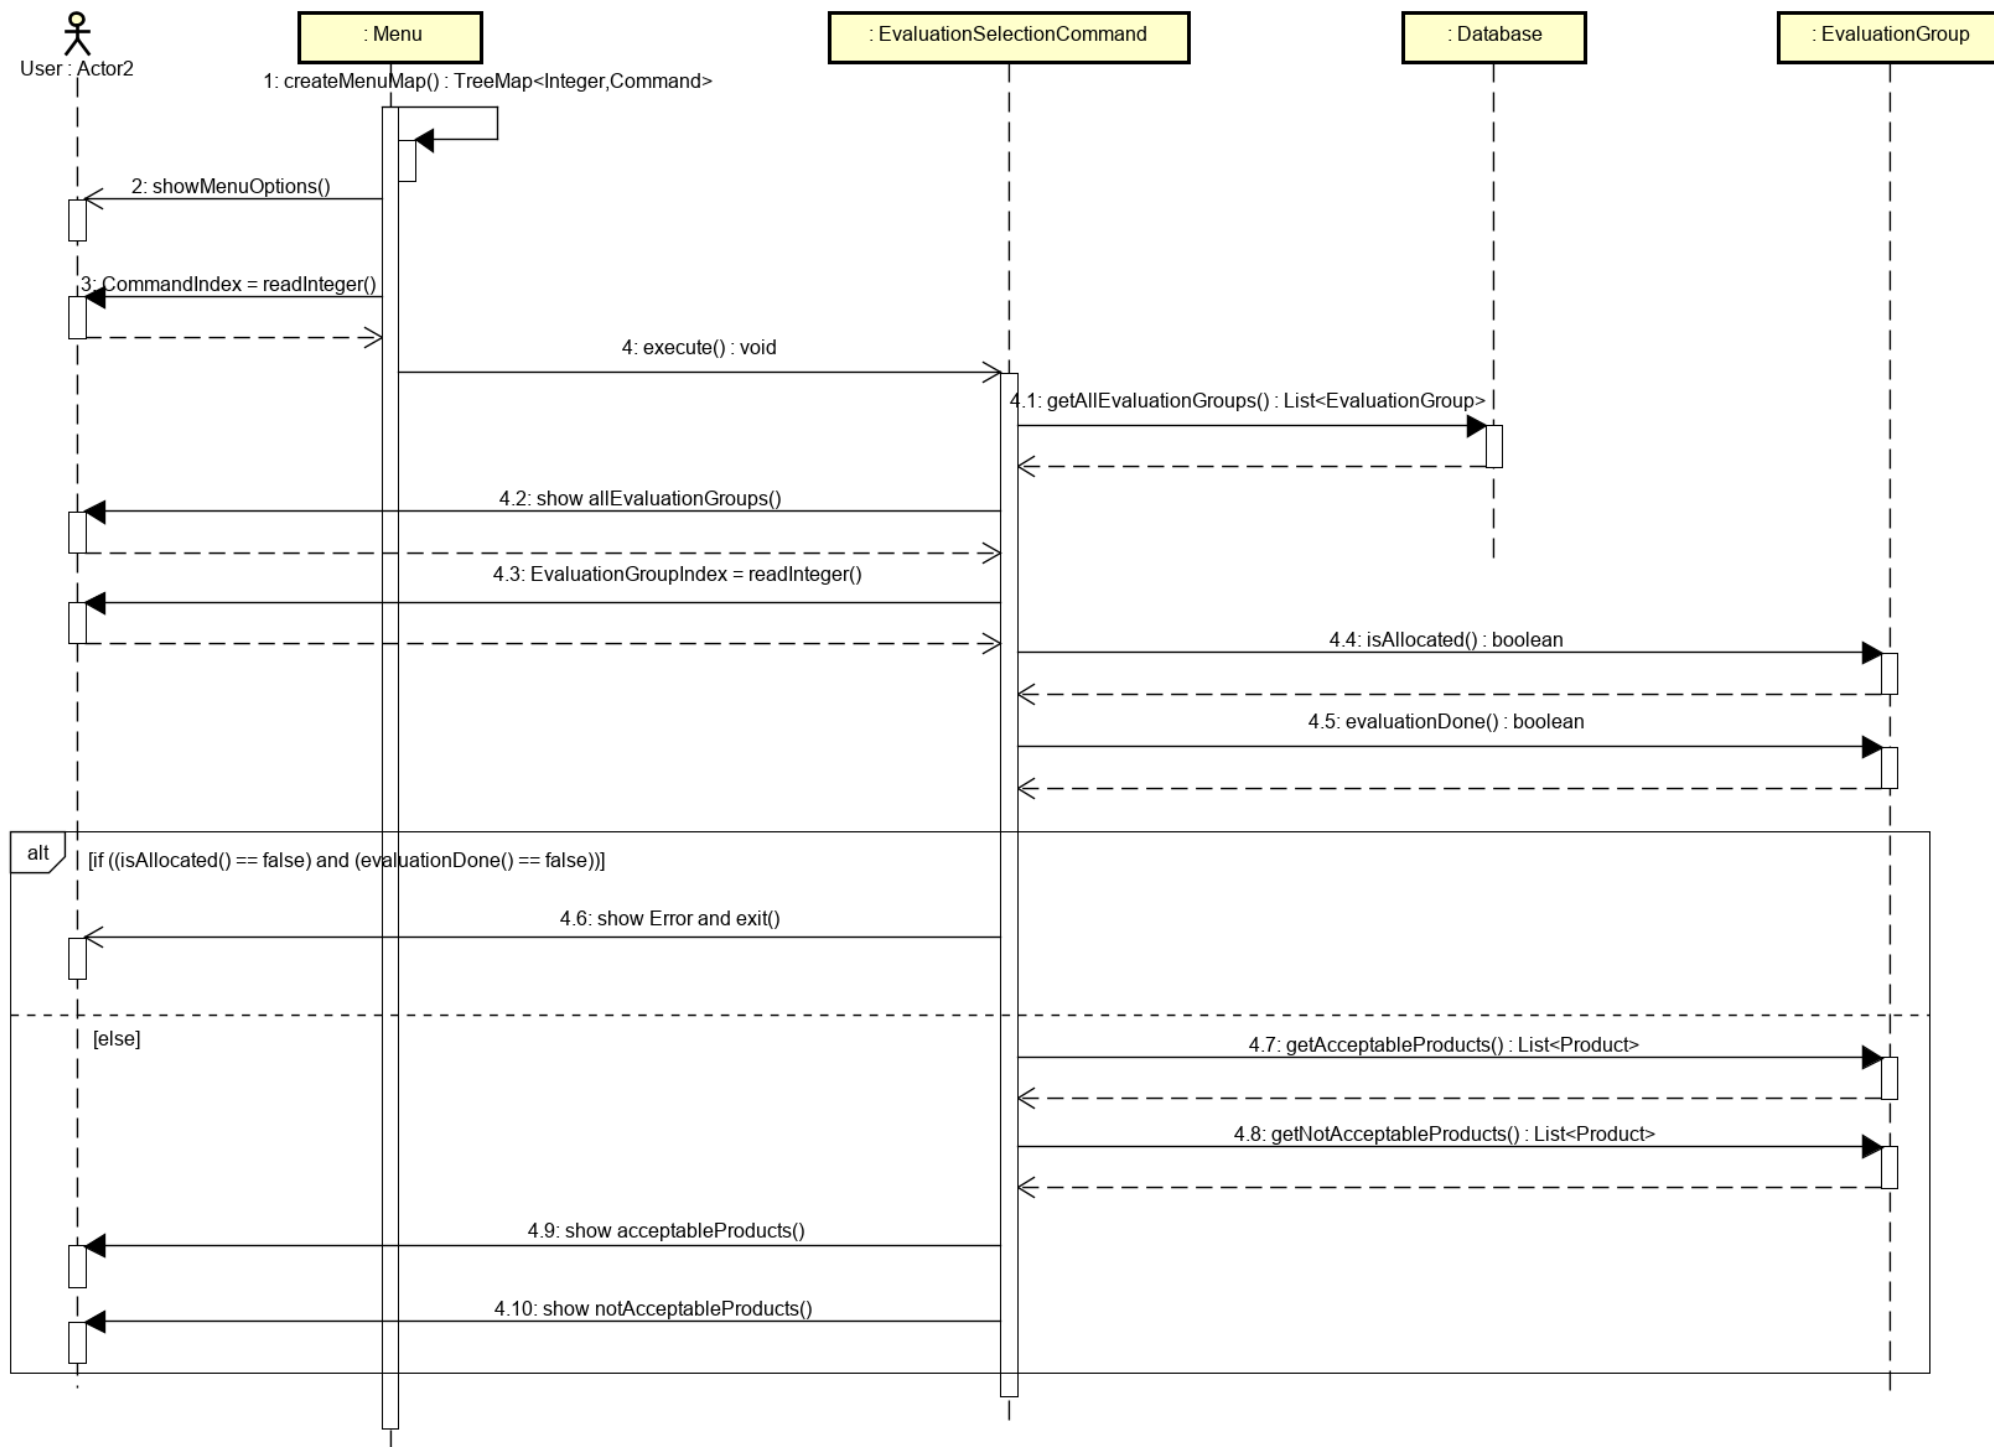 User : Actor2
: Menu
: EvaluationSelectionCommand
: Database
: EvaluationGroup
1: createMenuMap() : TreeMap<Integer,Command>
2: showMenuOptions()
3: CommandIndex = readInteger()
4: execute() : void
4.1: getAllEvaluationGroups() : List<EvaluationGroup>
4.2: show allEvaluationGroups()
4.3: EvaluationGroupIndex = readInteger()
4.4: isAllocated() : boolean
4.5: evaluationDone() : boolean
alt
[if ((isAllocated() == false) and (evaluationDone() == false))]
4.6: show Error and exit()
[else]
4.7: getAcceptableProducts() : List<Product>
4.8: getNotAcceptableProducts() : List<Product>
4.9: show acceptableProducts()
4.10: show notAcceptableProducts()